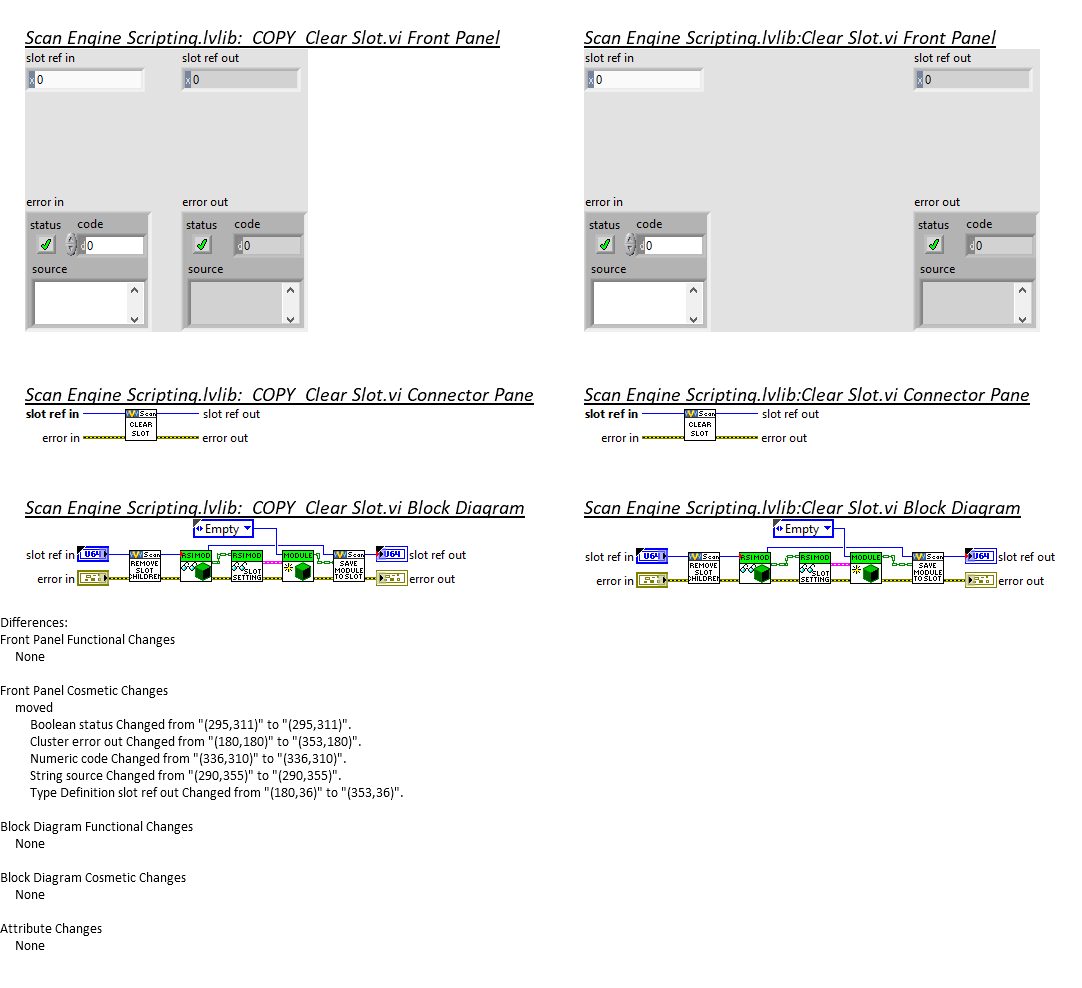 Scan Engine Scripting.lvlib:_COPY_Clear Slot.vi Front Panel
slot ref in
slot ref out
x 0
x 0
error in
error out
status
code
status
code
d 0
d 0
source
source
Scan Engine Scripting.lvlib:Clear Slot.vi Front Panel
slot ref in
slot ref out
x 0
x 0
error in
error out
status
code
status
code
d 0
d 0
source
source
Scan Engine Scripting.lvlib:_COPY_Clear Slot.vi Connector Pane
slot ref in
Scan
CLEAR
SLOT
slot ref out
error in
error out
Scan Engine Scripting.lvlib:Clear Slot.vi Connector Pane
slot ref in
Scan
CLEAR
SLOT
slot ref out
error in
error out
Scan Engine Scripting.lvlib:_COPY_Clear Slot.vi Block Diagram
Empty
slot ref in
U64
Scan
REMOVE
SLOT
CHILDREN
RSIMOD
RSIMOD
SLOT
SETTING
MODULE
Scan
SAVE
MODULE
TO SLOT
U64
slot ref out
error in
error out
Scan Engine Scripting.lvlib:Clear Slot.vi Block Diagram
Empty
slot ref in
U64
Scan
REMOVE
SLOT
CHILDREN
RSIMOD
RSIMOD
SLOT
SETTING
MODULE
Scan
SAVE
MODULE
TO SLOT
U64
slot ref out
error in
error out
Differences:
Front Panel Functional Changes
None
Front Panel Cosmetic Changes
moved
Boolean status Changed from "(295,311)" to "(295,311)".
Cluster error out Changed from "(180,180)" to "(353,180)".
Numeric code Changed from "(336,310)" to "(336,310)".
String source Changed from "(290,355)" to "(290,355)".
Type Definition slot ref out Changed from "(180,36)" to "(353,36)".
Block Diagram Functional Changes
None
Block Diagram Cosmetic Changes
None
Attribute Changes
None